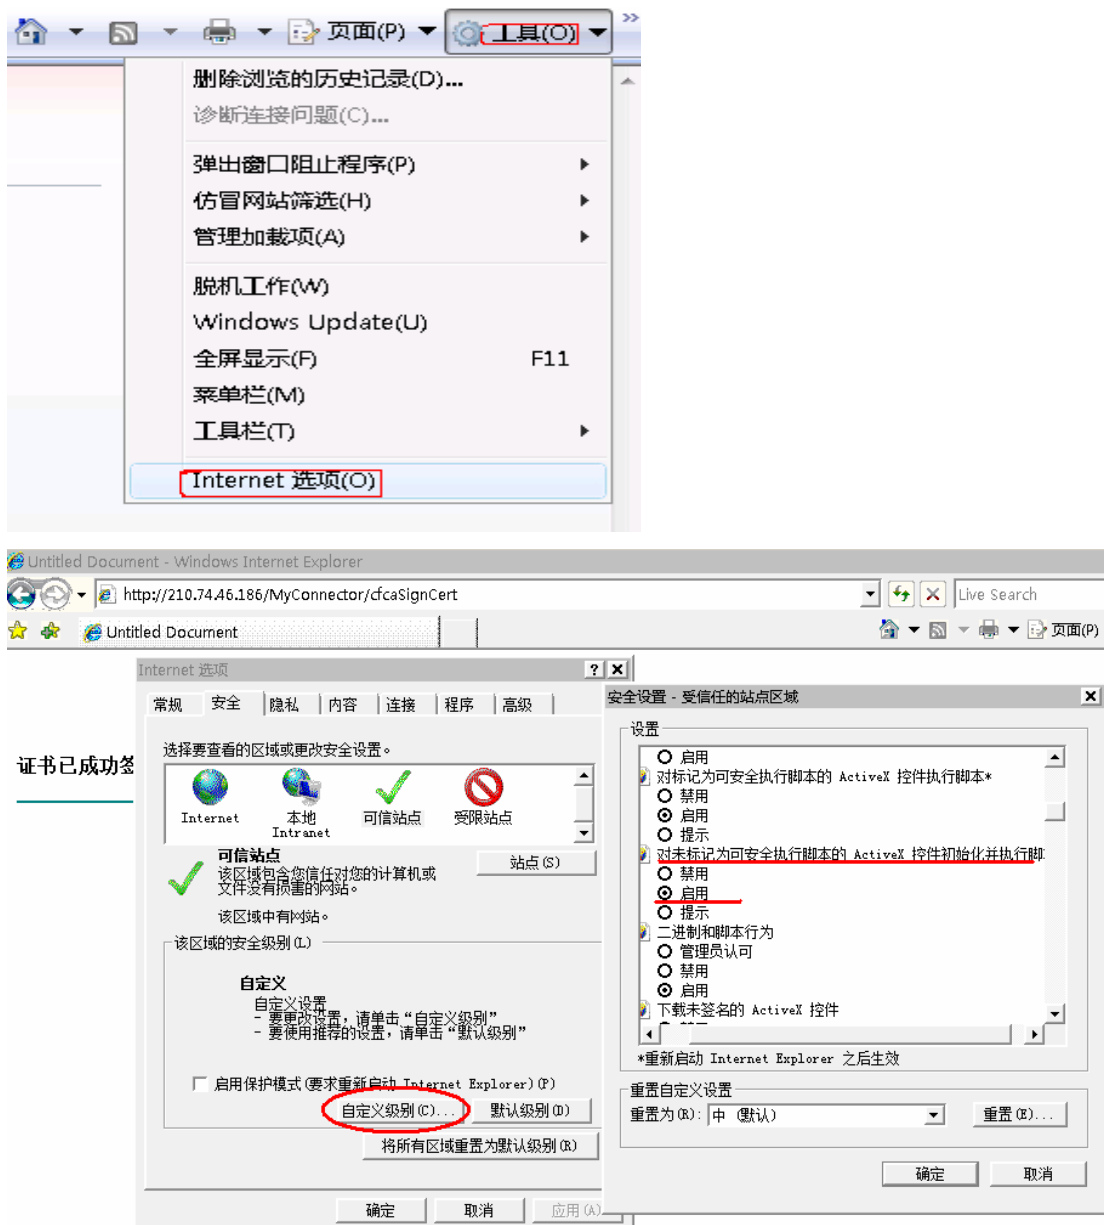 页面(P)
工具(O)
删除浏览的历史记录(D)...
诊断连接问题(C)...
弹出窗口阻止程序(P)
仿冒网站筛选(H)
管理加载项(A)
脱机工作(W)
Windows Update(U)
全屏显示(F) F11
菜单栏(M)
工具栏(T)
Internet 选项(O)
Untitled Document - Windows Internet Explorer
http://210.74.46.186/MyConnector/cfcaSignCert
Live Search
Untitled Document
页面(P)
证书已成功签
Internet 选项
常规 安全 隐私 内容 连接 程序 高级
选择要查看的区域或更改安全设置。
Internet
本地
Intranet
可信站点
受限站点
可信站点
该区域包含您信任对您的计算机或
文件没有损害的网站。
该区域中有网站。
站点(S)
该区域的安全级别(L)
自定义
自定义设置
- 要更改设置，请单击“自定义级别”
- 要使用推荐的设置，请单击“默认级别”
启用保护模式(要求重新启动 Internet Explorer)(P)
自定义级别(C)... 默认级别(D)
将所有区域重置为默认级别(R)
确定 取消 应用(A)
安全设置 - 受信任的站点区域
设置
启用
对标记为可安全执行脚本的 ActiveX 控件执行脚本*
禁用
启用
提示
对未标记为可安全执行脚本的 ActiveX 控件初始化并执行脚
禁用
启用
提示
二进制和脚本行为
管理员认可
禁用
启用
下载未签名的 ActiveX 控件
*重新启动 Internet Explorer 之后生效
重置自定义设置
重置为(R): 中 (默认) 重置(E)...
确定 取消